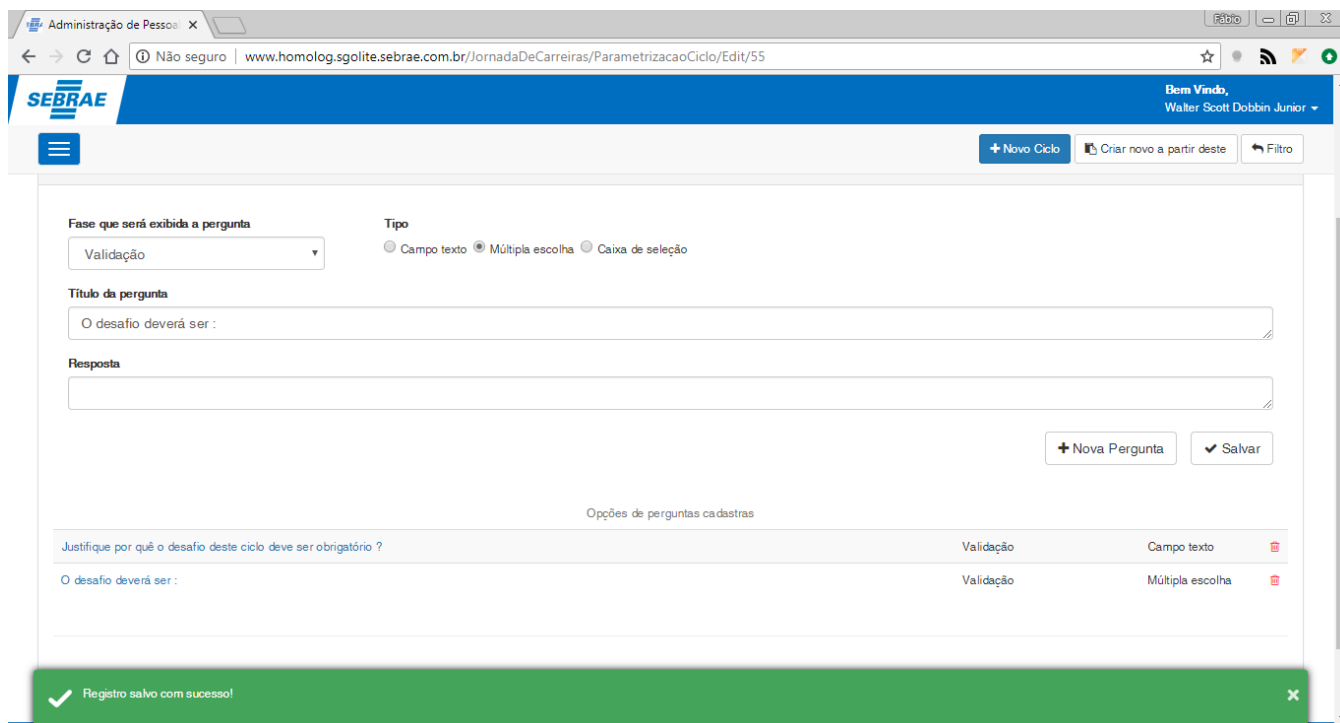 Administração de Pessoa
Fábio
Não seguro | www.homolog.sgolite.sebrae.com.br/JornadaDeCarreiras/ParametrizacaoCiclo/Edit/55
SEBRAE
Bem Vindo,
Walter Scott Dobbin Junior
Novo Ciclo Criar novo a partir deste Filtro
Fase que será exibida a pergunta Tipo
Validação Campo texto Múltipla escolha Caixa de seleção
Título da pergunta
O desafio deverá ser :
Resposta
Nova Pergunta Salvar
Opções de perguntas cadastras
Justifique por quê o desafio deste ciclo deve ser obrigatório ? Validação Campo texto
O desafio deverá ser : Validação Múltipla escolha
Registro salvo com sucesso!